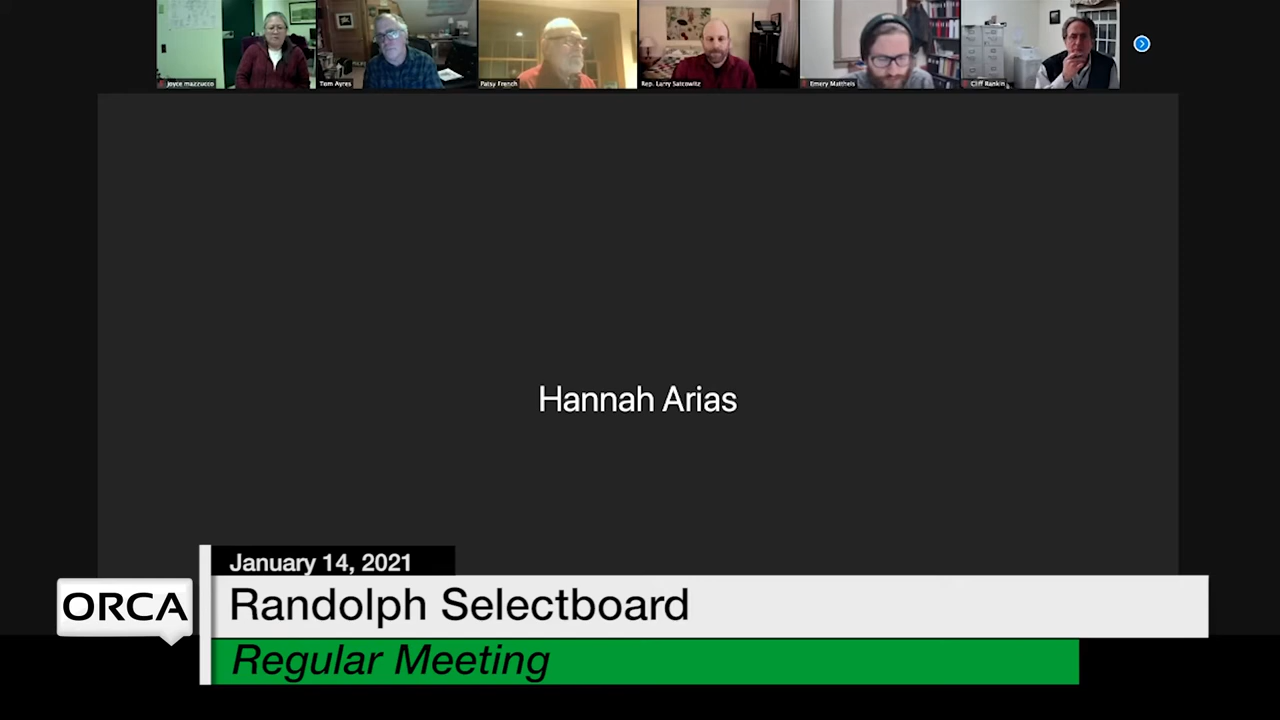 joyce mazzucco
Tom Ayres
Patsy French
Rep. Larry Satcowitz
Emery Mattheis
Cliff Rankin
Hannah Arias
January 14, 2021
ORCA
Randolph Selectboard
Regular Meeting